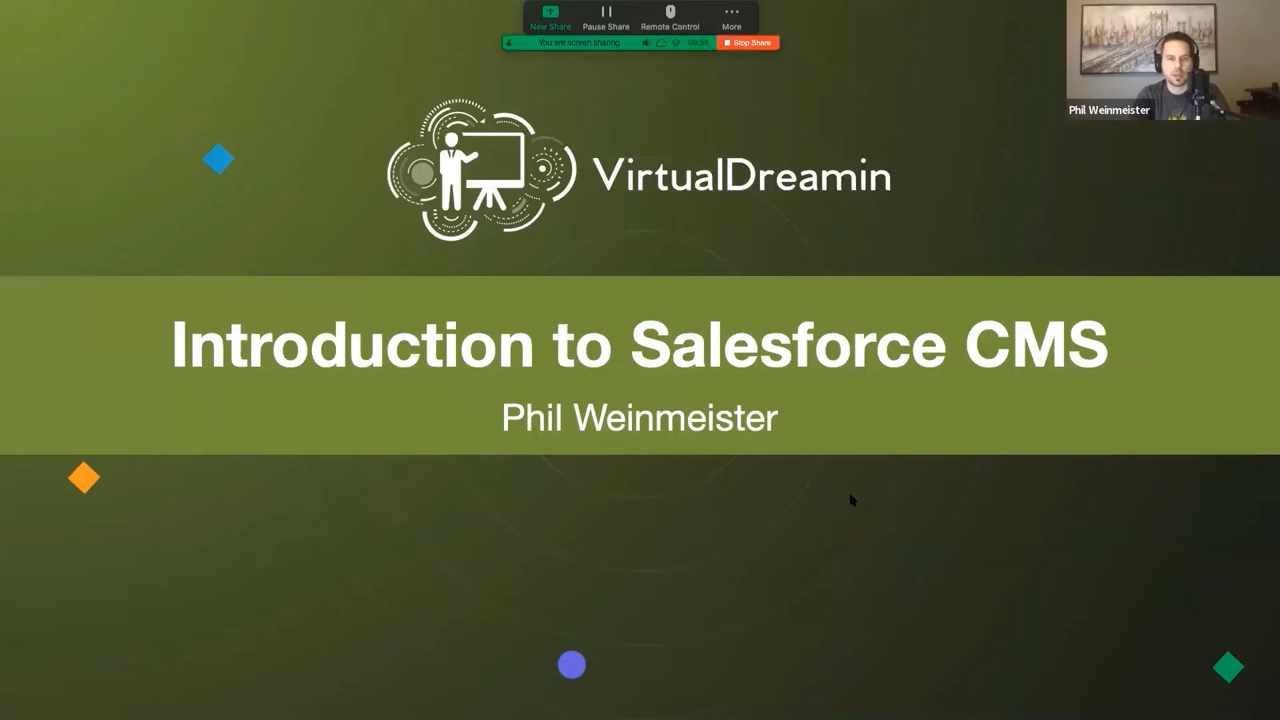 New Share
Pause Share
Remote Control
More
You are screen sharing
Stop Share
Phil Weinmeister
VirtualDreamin
Introduction to Salesforce CMS
Phil Weinmeister